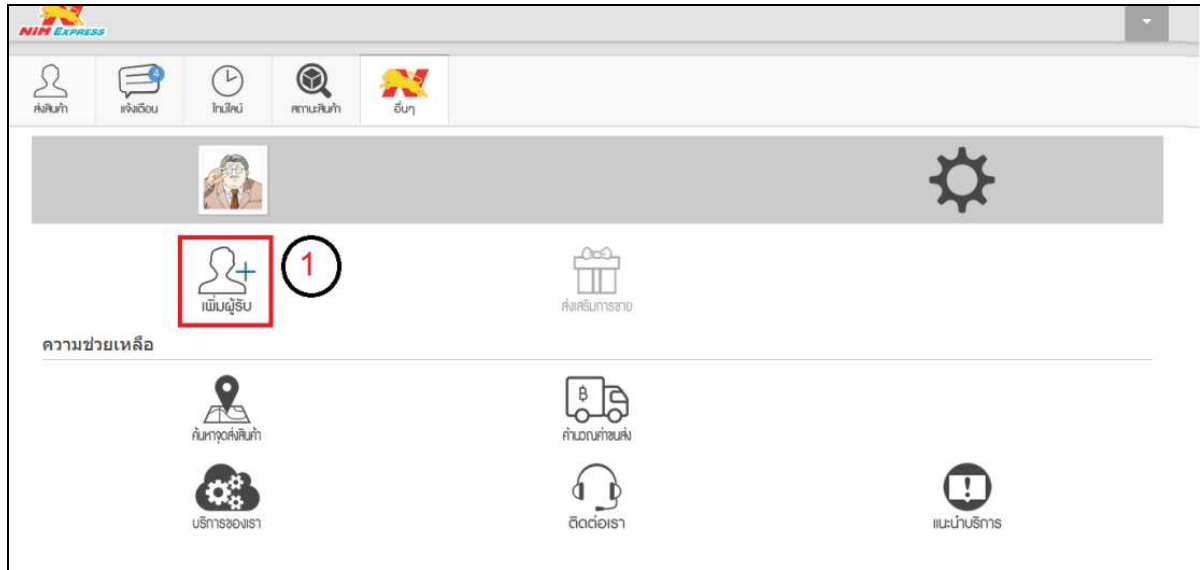 NIM EXPRESS
ส่งสินค้า
แจ้งเตือน
4
ไทม์ไลน์
สถานะสินค้า
อื่นๆ
เพิ่มผู้รับ
1
ส่งเสริมการขาย
ความช่วยเหลือ
ค้นหาจุดส่งสินค้า
฿
คำนวณค่าขนส่ง
บริการของเรา
ติดต่อเรา
แนะนำบริการ